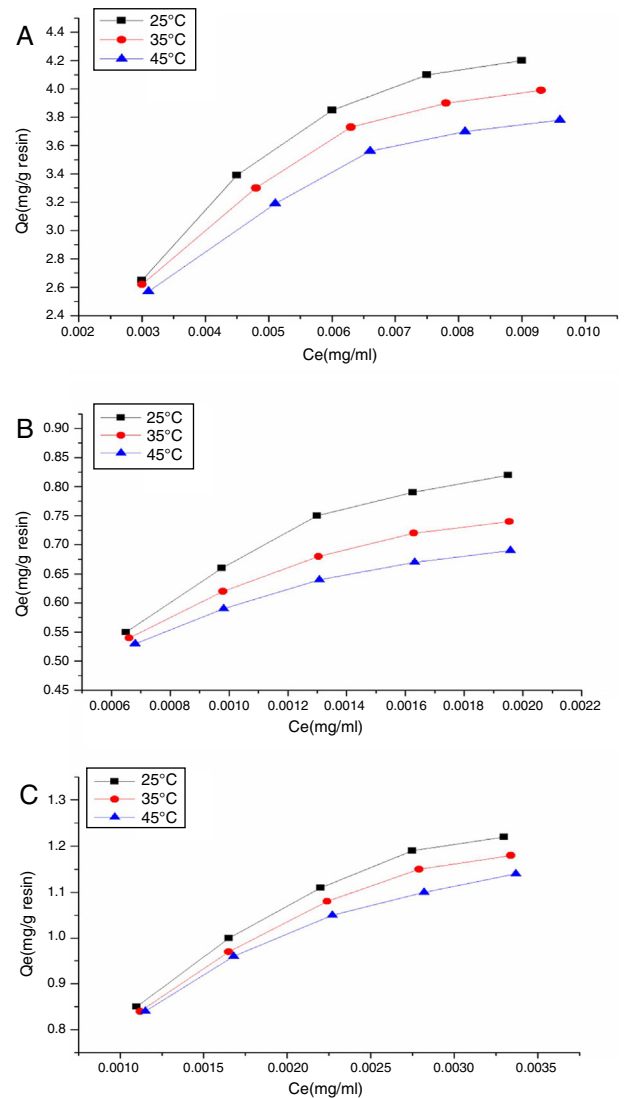 A
25°C
35°C
45°C
4.4
4.2
4.0
3.8
3.6
3.4
3.2
3.0
2.8
2.6
2.4
Qe(mg/g resin)
0.002 0.003 0.004 0.005 0.006 0.007 0.008 0.009 0.010
Ce(mg/ml)
B
25°C
35°C
45°C
0.90
0.85
0.80
0.75
0.70
0.65
0.60
0.55
0.50
0.45
Qe(mg/g resin)
0.0006 0.0008 0.0010 0.0012 0.0014 0.0016 0.0018 0.0020 0.0022
Ce(mg/ml)
C
25°C
35°C
45°C
1.3
1.2
1.1
1.0
0.9
0.8
Qe(mg/g resin)
0.0010 0.0015 0.0020 0.0025 0.0030 0.0035
Ce(mg/ml)